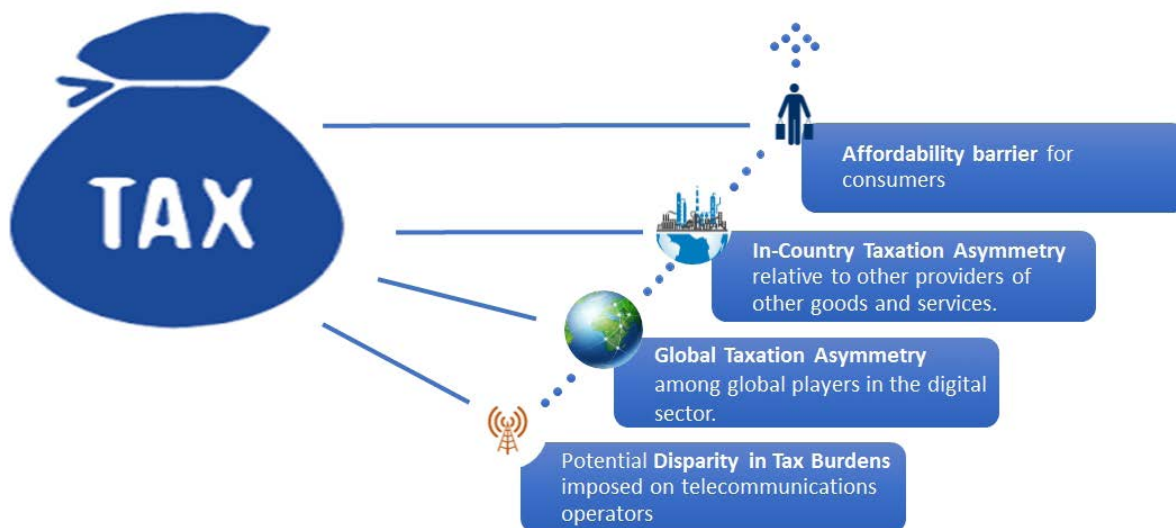 TAX
Affordability barrier for
consumers
In-Country Taxation Asymmetry
relative to other providers of
other goods and services.
Global Taxation Asymmetry
among global players in the digital
sector.
Potential Disparity in Tax Burdens
imposed on telecommunications
operators